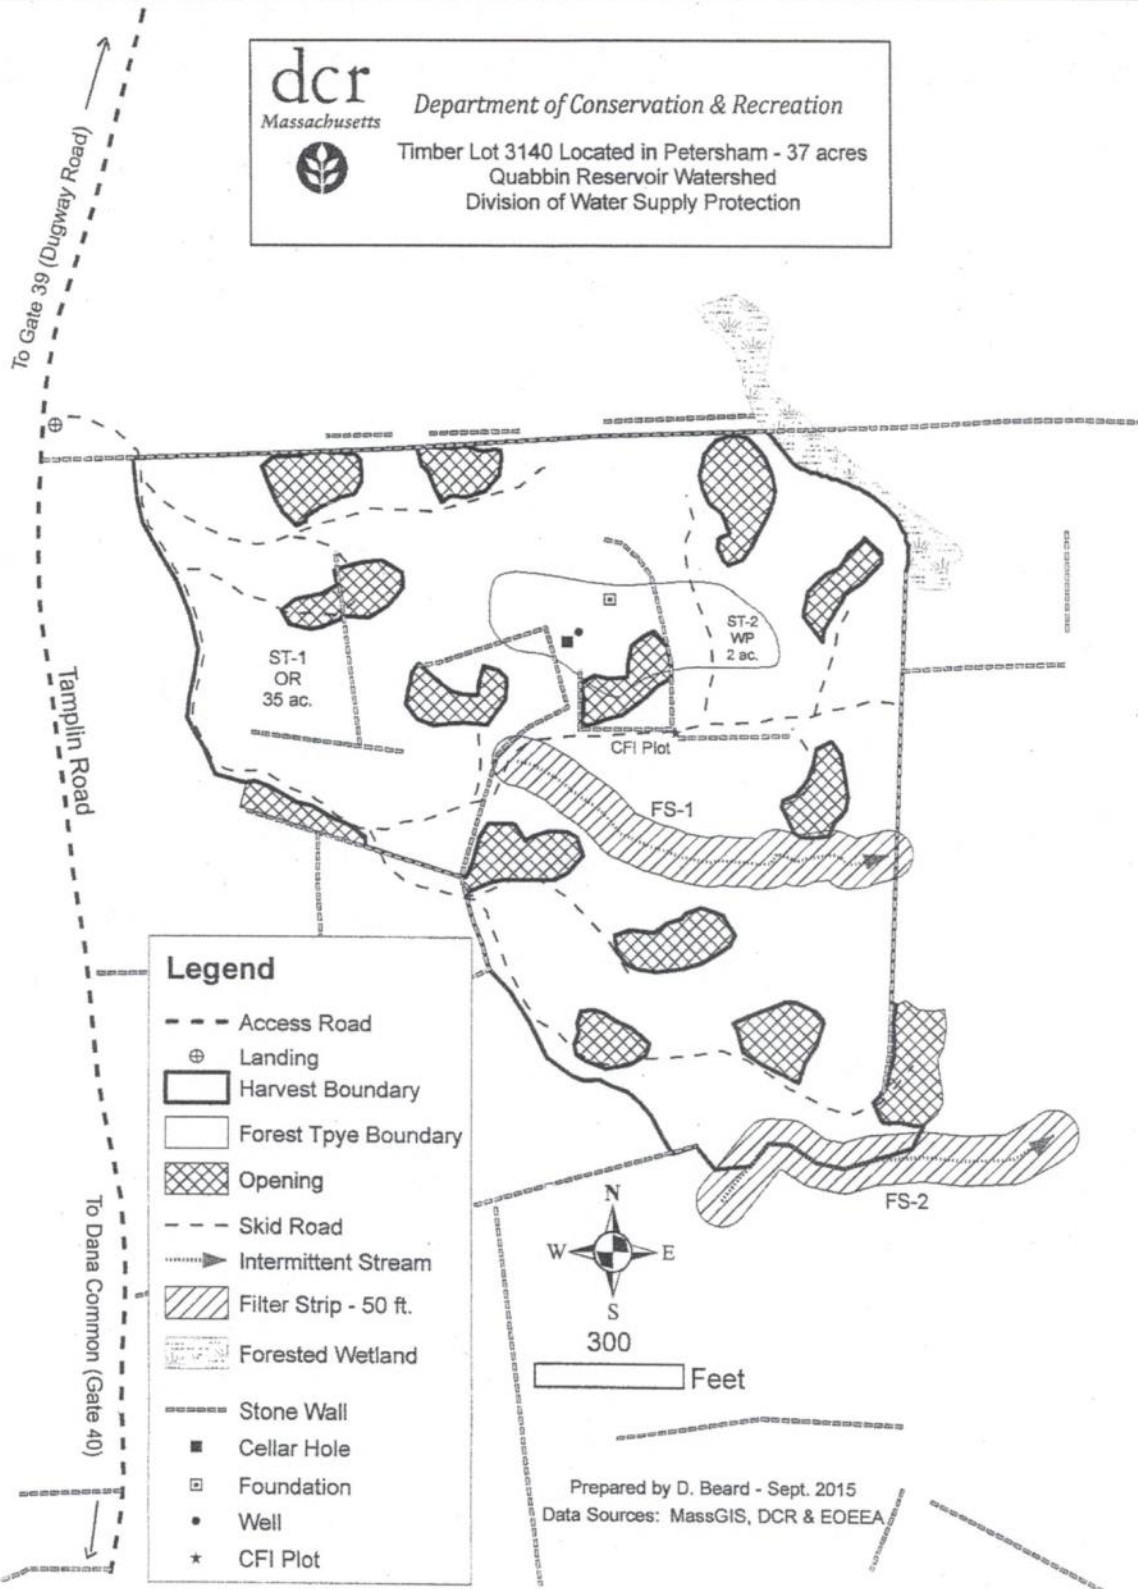 dcr
Massachusetts
Department of Conservation & Recreation
Timber Lot 3140 Located in Petersham - 37 acres
Quabbin Reservoir Watershed
Division of Water Supply Protection
To Gate 39 (Dugway Road)
Tamplin Road
To Dana Common (Gate 40)
ST-1
OR
35 ac.
ST-2
WP
2 ac.
CFI Plot
FS-1
FS-2
Legend
Access Road
Landing
Harvest Boundary
Forest Tpye Boundary
Opening
Skid Road
Intermittent Stream
Filter Strip - 50 ft.
Forested Wetland
Stone Wall
Cellar Hole
Foundation
Well
CFI Plot
N
W E
S
300
Feet
Prepared by D. Beard - Sept. 2015
Data Sources: MassGIS, DCR & EOEEA